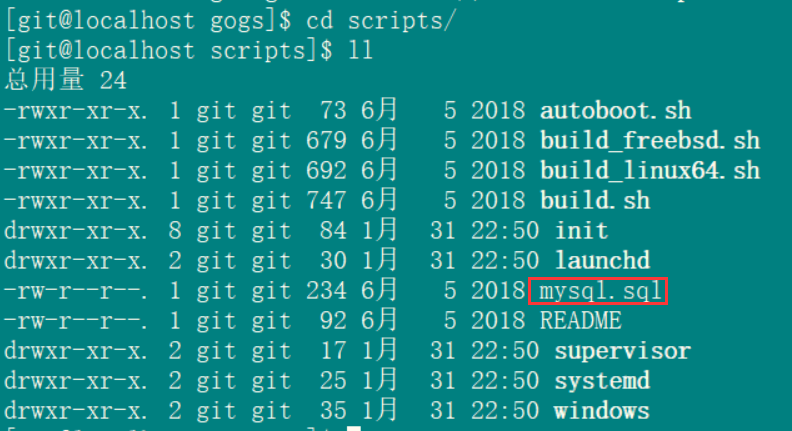 [git@localhost gogs]$ cd scripts/
[git@localhost scripts]$ ll
总用量 24
-rwxr-xr-x. 1 git git  73 6月   5 2018 autoboot.sh
-rwxr-xr-x. 1 git git 679 6月   5 2018 build_freebsd.sh
-rwxr-xr-x. 1 git git 692 6月   5 2018 build_linux64.sh
-rwxr-xr-x. 1 git git 747 6月   5 2018 build.sh
drwxr-xr-x. 8 git git  84 1月  31 22:50 init
drwxr-xr-x. 2 git git  30 1月  31 22:50 launchd
-rw-r--r--. 1 git git 234 6月   5 2018 mysql.sql
-rw-r--r--. 1 git git  92 6月   5 2018 README
drwxr-xr-x. 2 git git  17 1月  31 22:50 supervisor
drwxr-xr-x. 2 git git  25 1月  31 22:50 systemd
drwxr-xr-x. 2 git git  35 1月  31 22:50 windows